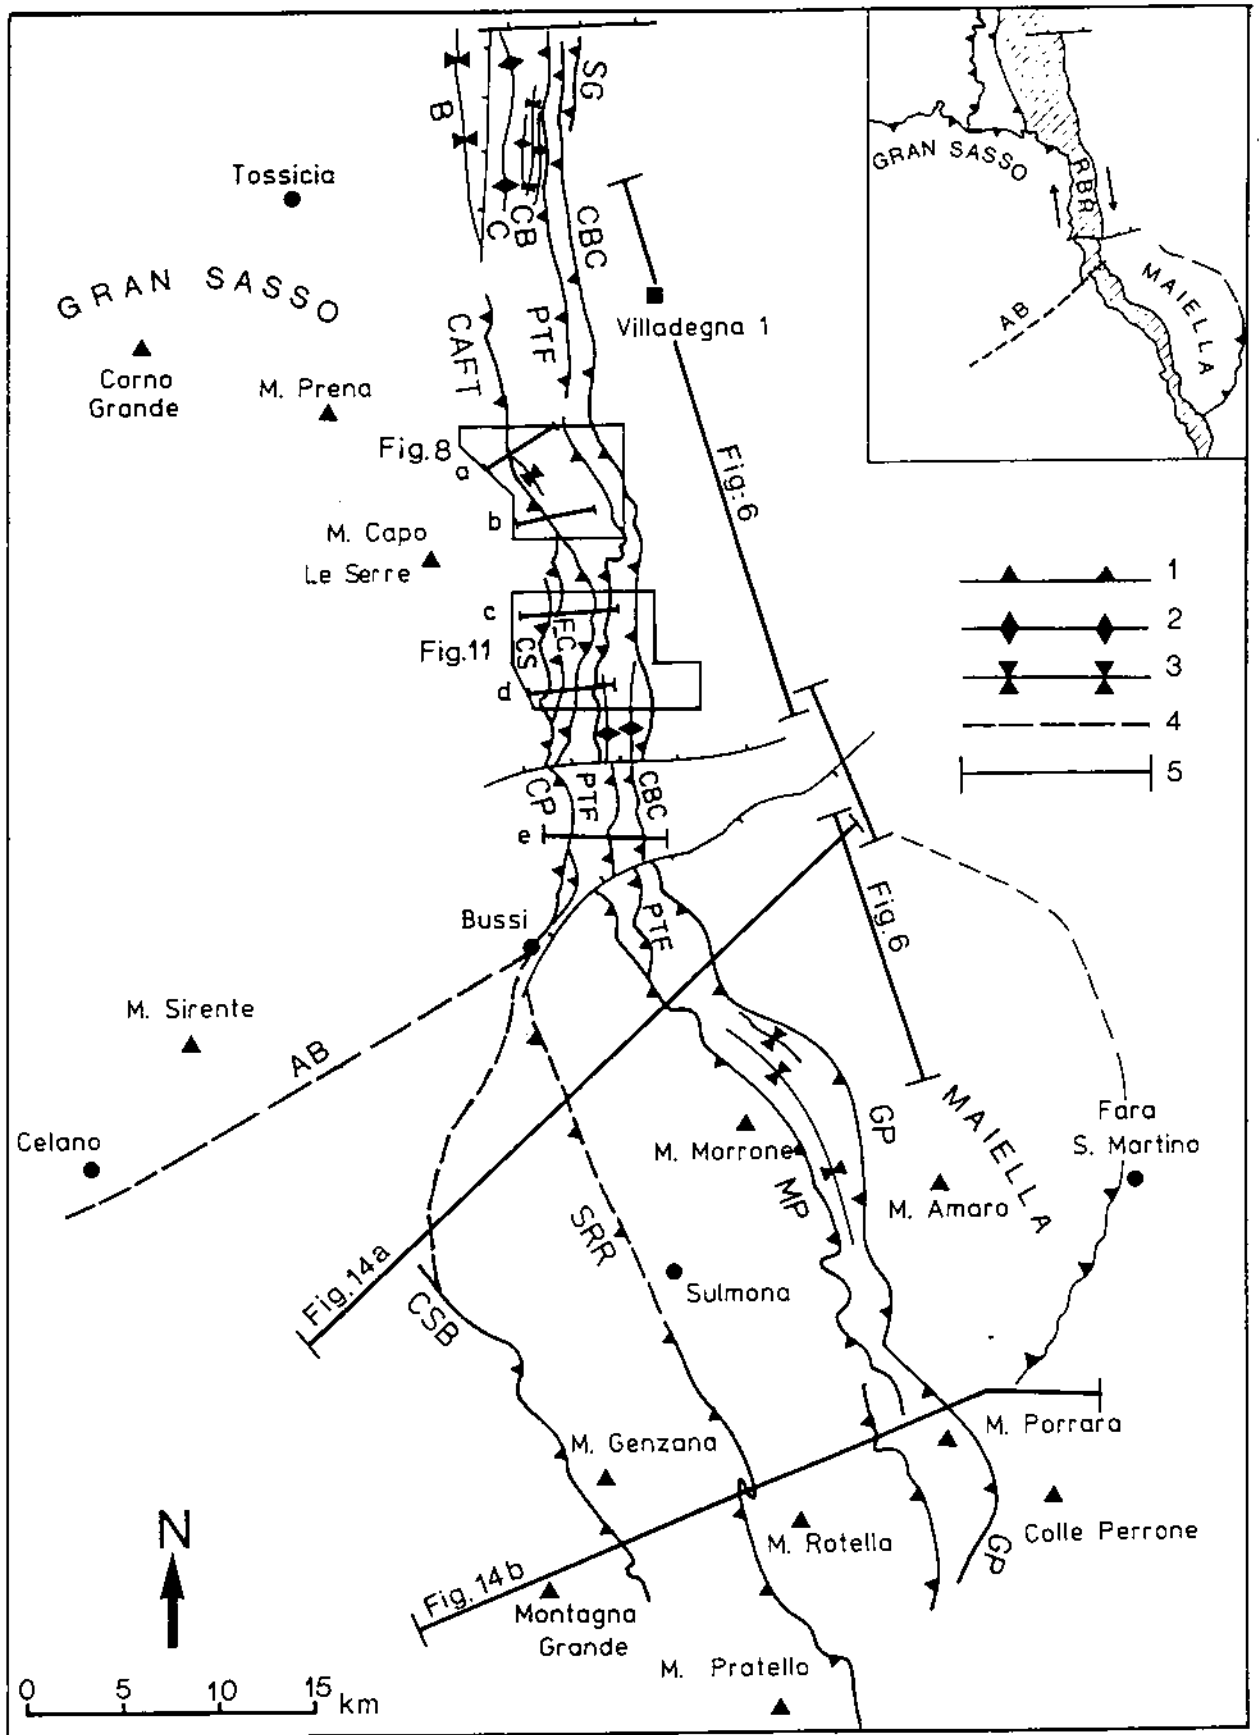 B
SG
Tossicia
C
CB
CBC
GRAN SASSO
CAFT
PTF
Villadegna 1
Corno
Grande
M. Prena
Fig.8
a
b
Fig:6
M. Capo
Le Serre
c
FC
CS
Fig.11
d
CP
PTF
CBC
e
Bussi
PTF
Fig.6
M. Sirente
AB
Celano
MAIELLA
Fara
S. Martino
GP
M. Morrone
M. Amaro
MP
SRR
Sulmona
Fig.14a
CSB
M. Genzana
M. Porrara
M. Rotella
Colle Perrone
GP
Fig.14b
Montagna
Grande
M. Pratello
N
0 5 10 15 km
GRAN SASSO
RBR
MAIELLA
AB
1
2
3
4
5